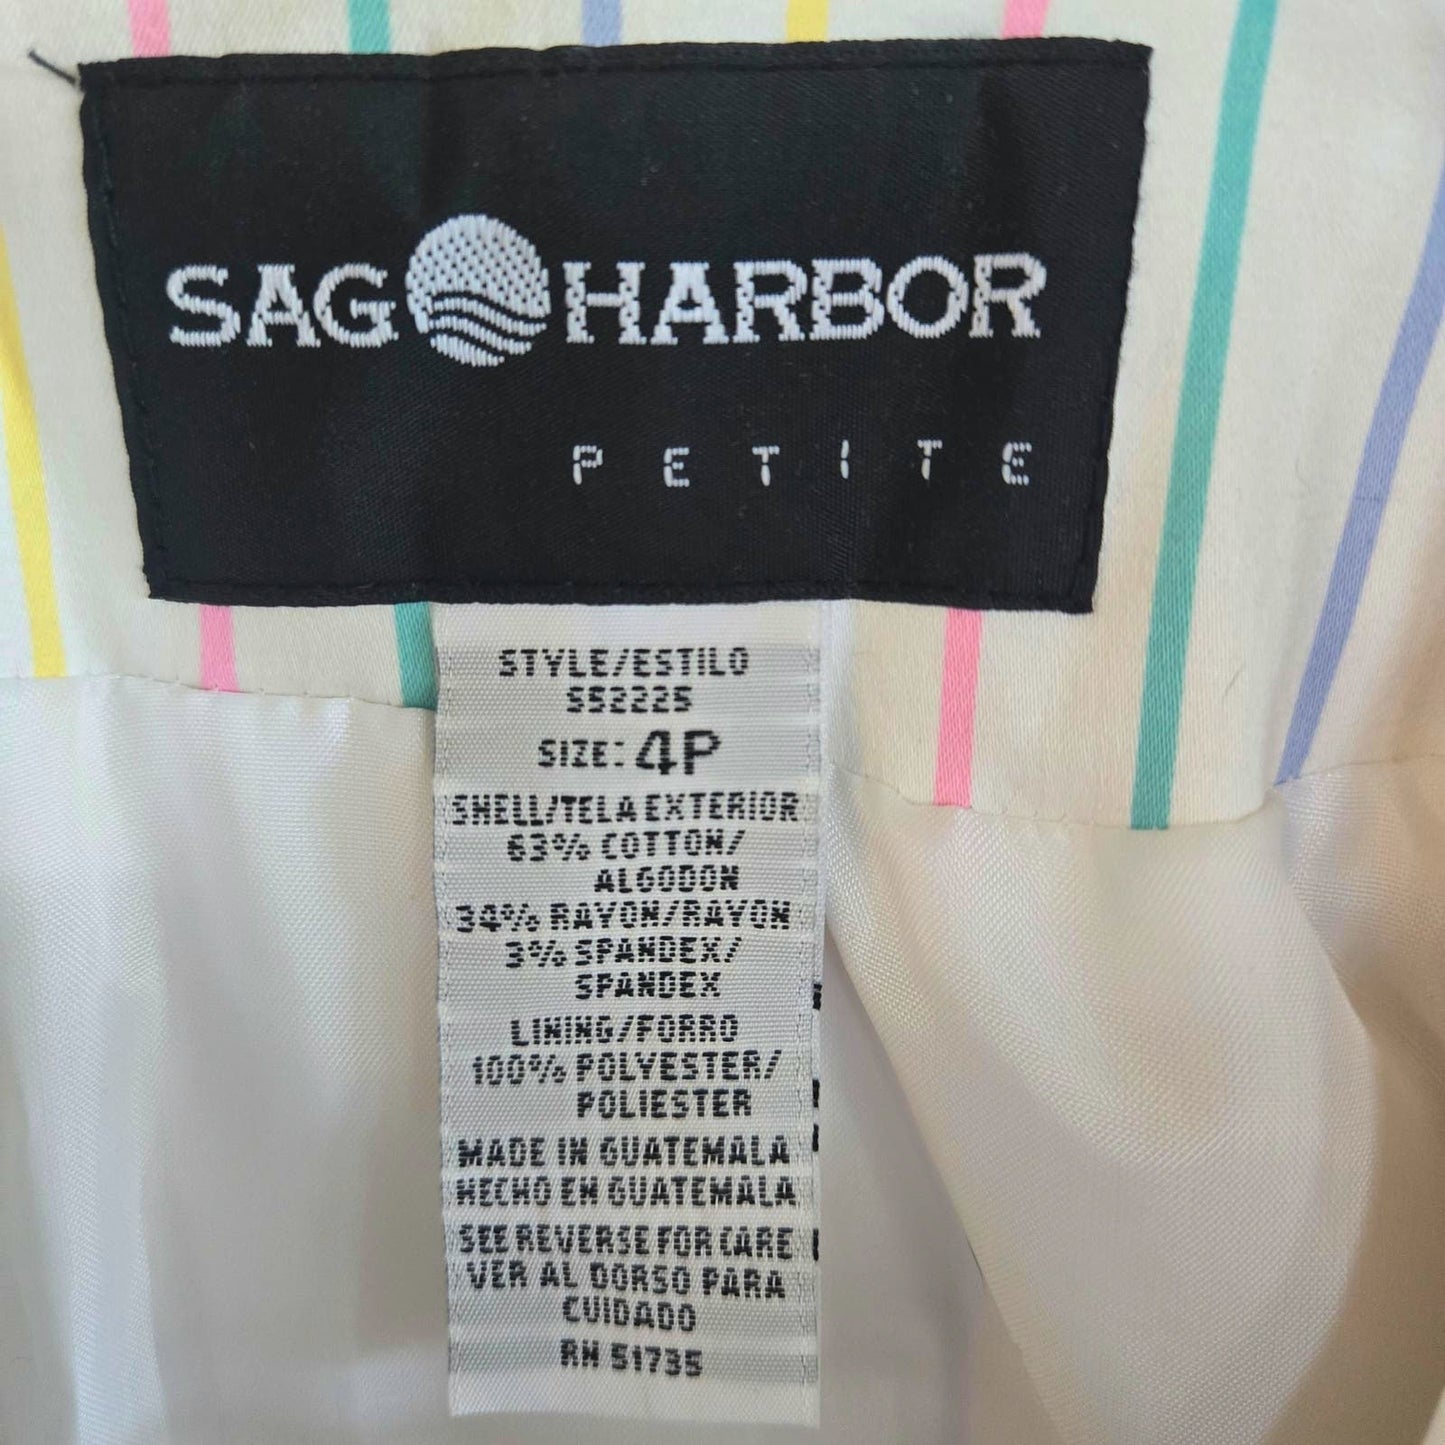 SAG HARBOR
PETITE
STYLE/ESTILO
S52225
SIZE: 4P
SHELL/TELA EXTERIOR
63% COTTON/
ALGODON
34% RAYON/RAYON
3% SPANDEX/
SPANDEX
LINING/FORRO
100% POLYESTER/
POLIESTER
MADE IN GUATEMALA
HECHO EN GUATEMALA
SEE REVERSE FOR CARE
VER AL DORSO PARA
CUIDADO
RN 51735